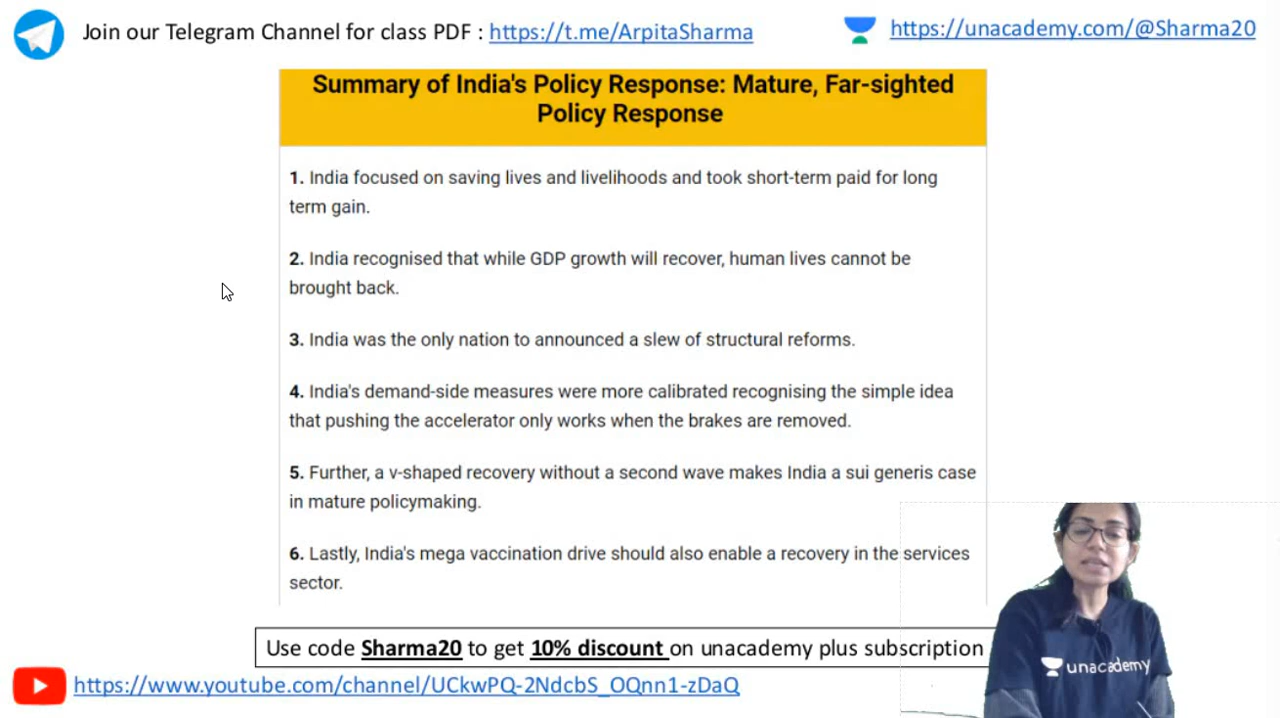 Join our Telegram Channel for class PDF : https://t.me/ArpitaSharma
https://unacademy.com/@Sharma20
Summary of India's Policy Response: Mature, Far-sighted
Policy Response
1. India focused on saving lives and livelihoods and took short-term paid for long
term gain.
2. India recognised that while GDP growth will recover, human lives cannot be
brought back.
3. India was the only nation to announced a slew of structural reforms.
4. India's demand-side measures were more calibrated recognising the simple idea
that pushing the accelerator only works when the brakes are removed.
5. Further, a v-shaped recovery without a second wave makes India a sui generis case
in mature policymaking.
6. Lastly, India's mega vaccination drive should also enable a recovery in the services
sector.
Use code Sharma20 to get 10% discount on unacademy plus subscription
unacademy
https://www.youtube.com/channel/UCkwPQ-2NdcbS_OQnn1-zDaQ